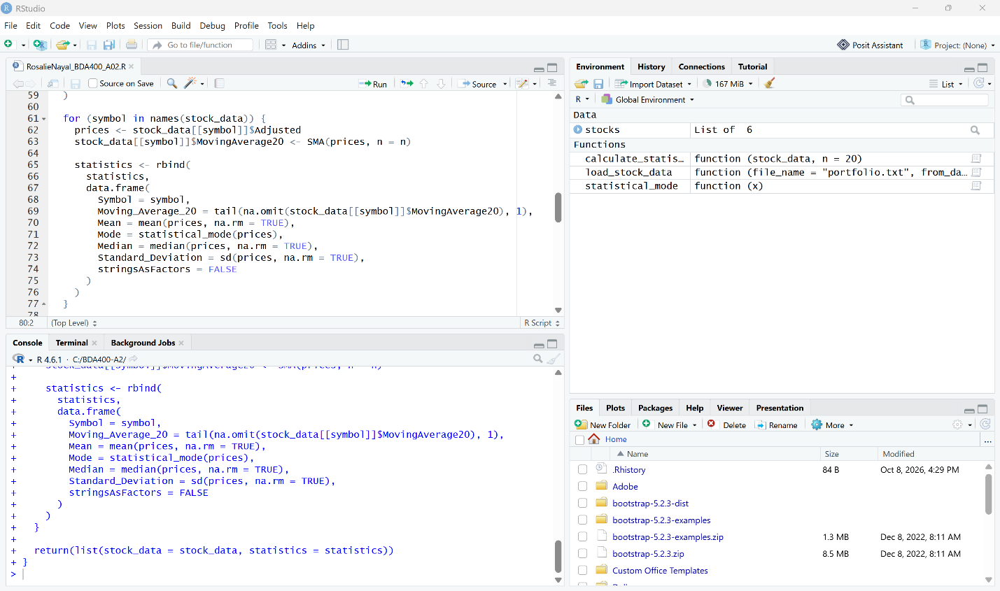 RStudio
File Edit Code View Plots Session Build Debug Profile Tools Help
Go to file/function Addins Posit Assistant Project: (None)
RosalieNayal_BDA400_A02.R
Source on Save Run Source
59 )
60
61 for (symbol in names(stock_data)) {
62 prices <- stock_data[[symbol]]$Adjusted
63 stock_data[[symbol]]$MovingAverage20 <- SMA(prices, n = n)
64
65 statistics <- rbind(
66 statistics,
67 data.frame(
68 Symbol = symbol,
69 Moving_Average_20 = tail(na.omit(stock_data[[symbol]]$MovingAverage20), 1),
70 Mean = mean(prices, na.rm = TRUE),
71 Mode = statistical_mode(prices),
72 Median = median(prices, na.rm = TRUE),
73 Standard_Deviation = sd(prices, na.rm = TRUE),
74 stringsAsFactors = FALSE
75 )
76 )
77 }
78
80:2 (Top Level) R Script
Console Terminal Background Jobs
R 4.6.1 · C:/BDA400-A2/
+ stock_data[[symbol]]$MovingAverage20 <- SMA(prices, n = n)
+
+ statistics <- rbind(
+ statistics,
+ data.frame(
+ Symbol = symbol,
+ Moving_Average_20 = tail(na.omit(stock_data[[symbol]]$MovingAverage20), 1),
+ Mean = mean(prices, na.rm = TRUE),
+ Mode = statistical_mode(prices),
+ Median = median(prices, na.rm = TRUE),
+ Standard_Deviation = sd(prices, na.rm = TRUE),
+ stringsAsFactors = FALSE
+ )
+ )
+ }
+
+ return(list(stock_data = stock_data, statistics = statistics))
+ }
>
Environment History Connections Tutorial
Import Dataset 167 MiB List
R Global Environment
Data
stocks List of 6
Functions
calculate_statis… function (stock_data, n = 20)
load_stock_data function (file_name = "portfolio.txt", from_da…
statistical_mode function (x)
Files Plots Packages Help Viewer Presentation
New Folder New File Delete Rename More
Home ...
Name Size Modified
.Rhistory 84 B Oct 8, 2026, 4:29 PM
Adobe
bootstrap-5.2.3-dist
bootstrap-5.2.3-examples
bootstrap-5.2.3-examples.zip 1.3 MB Dec 8, 2022, 8:11 AM
bootstrap-5.2.3.zip 8.5 MB Dec 8, 2022, 8:11 AM
Custom Office Templates